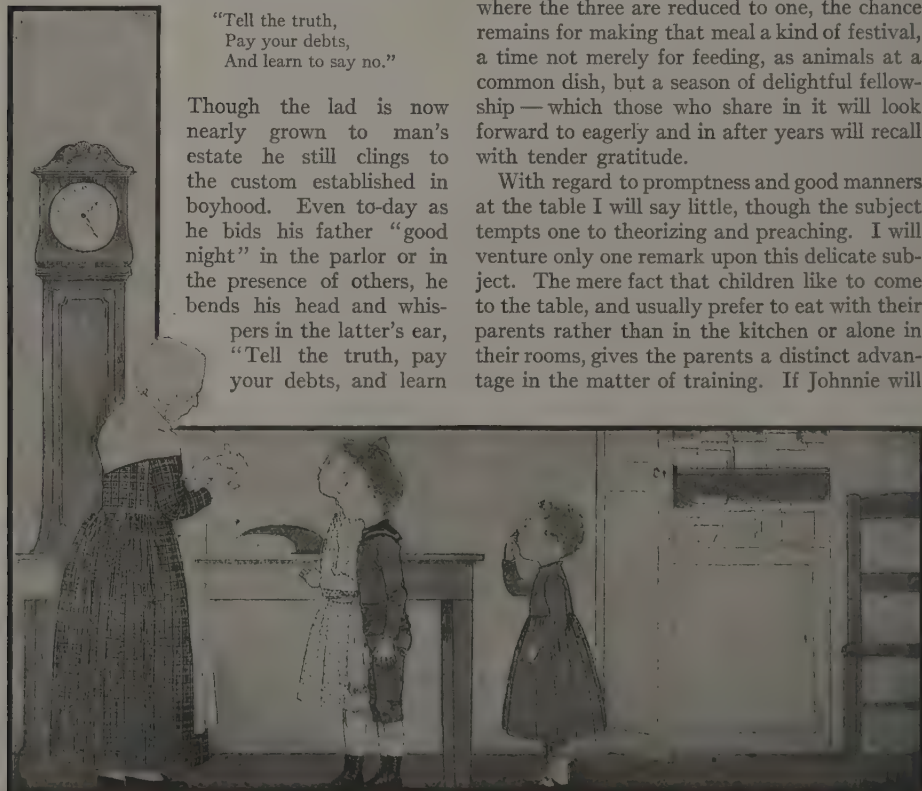 "Tell the truth,
Pay your debts,
And learn to say no."
Though the lad is now
nearly grown to man's
estate he still clings to
the custom established in
boyhood. Even to-day as
he bids his father "good
night" in the parlor or in
the presence of others, he
bends his head and whis-
pers in the latter's ear,
"Tell the truth, pay
your debts, and learn
where the three are reduced to one, the chance
remains for making that meal a kind of festival,
a time not merely for feeding, as animals at a
common dish, but a season of delightful fellow-
ship — which those who share in it will look
forward to eagerly and in after years will recall
with tender gratitude.
With regard to promptness and good manners
at the table I will say little, though the subject
tempts one to theorizing and preaching. I will
venture only one remark upon this delicate sub-
ject. The mere fact that children like to come
to the table, and usually prefer to eat with their
parents rather than in the kitchen or alone in
their rooms, gives the parents a distinct advan-
tage in the matter of training. If Johnnie will